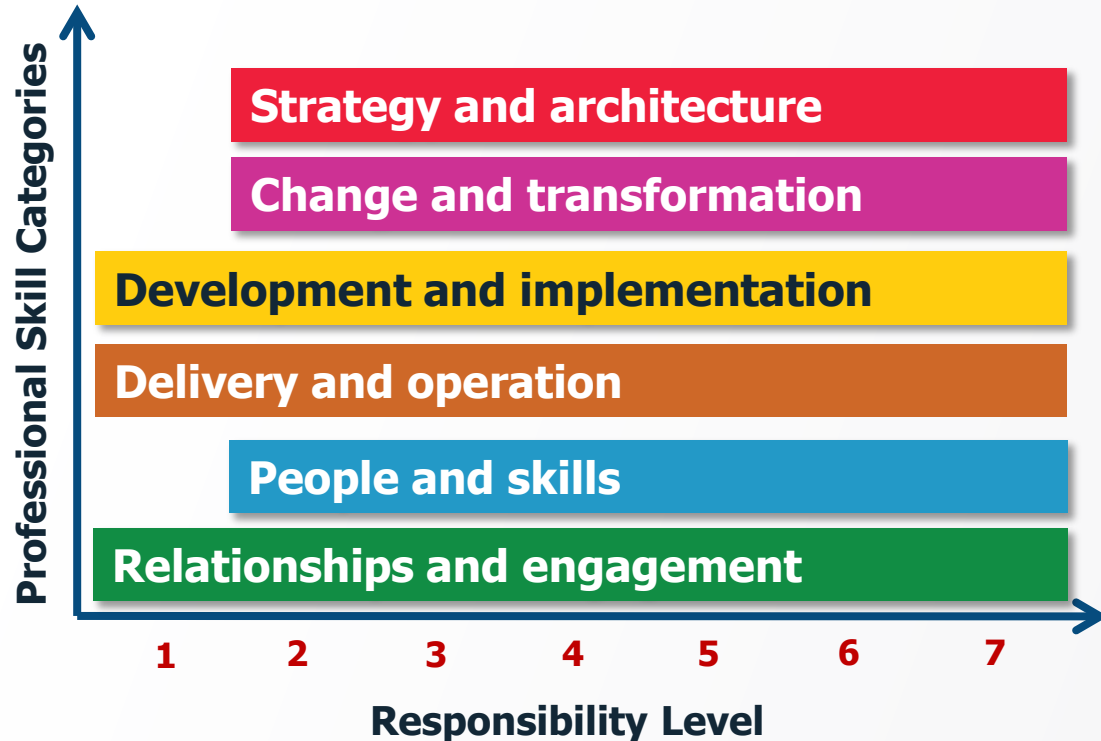 Professional Skill Categories
Strategy and architecture
Change and transformation
Development and implementation
Delivery and operation
People and skills
Relationships and engagement
1 2 3 4 5 6 7
Responsibility Level